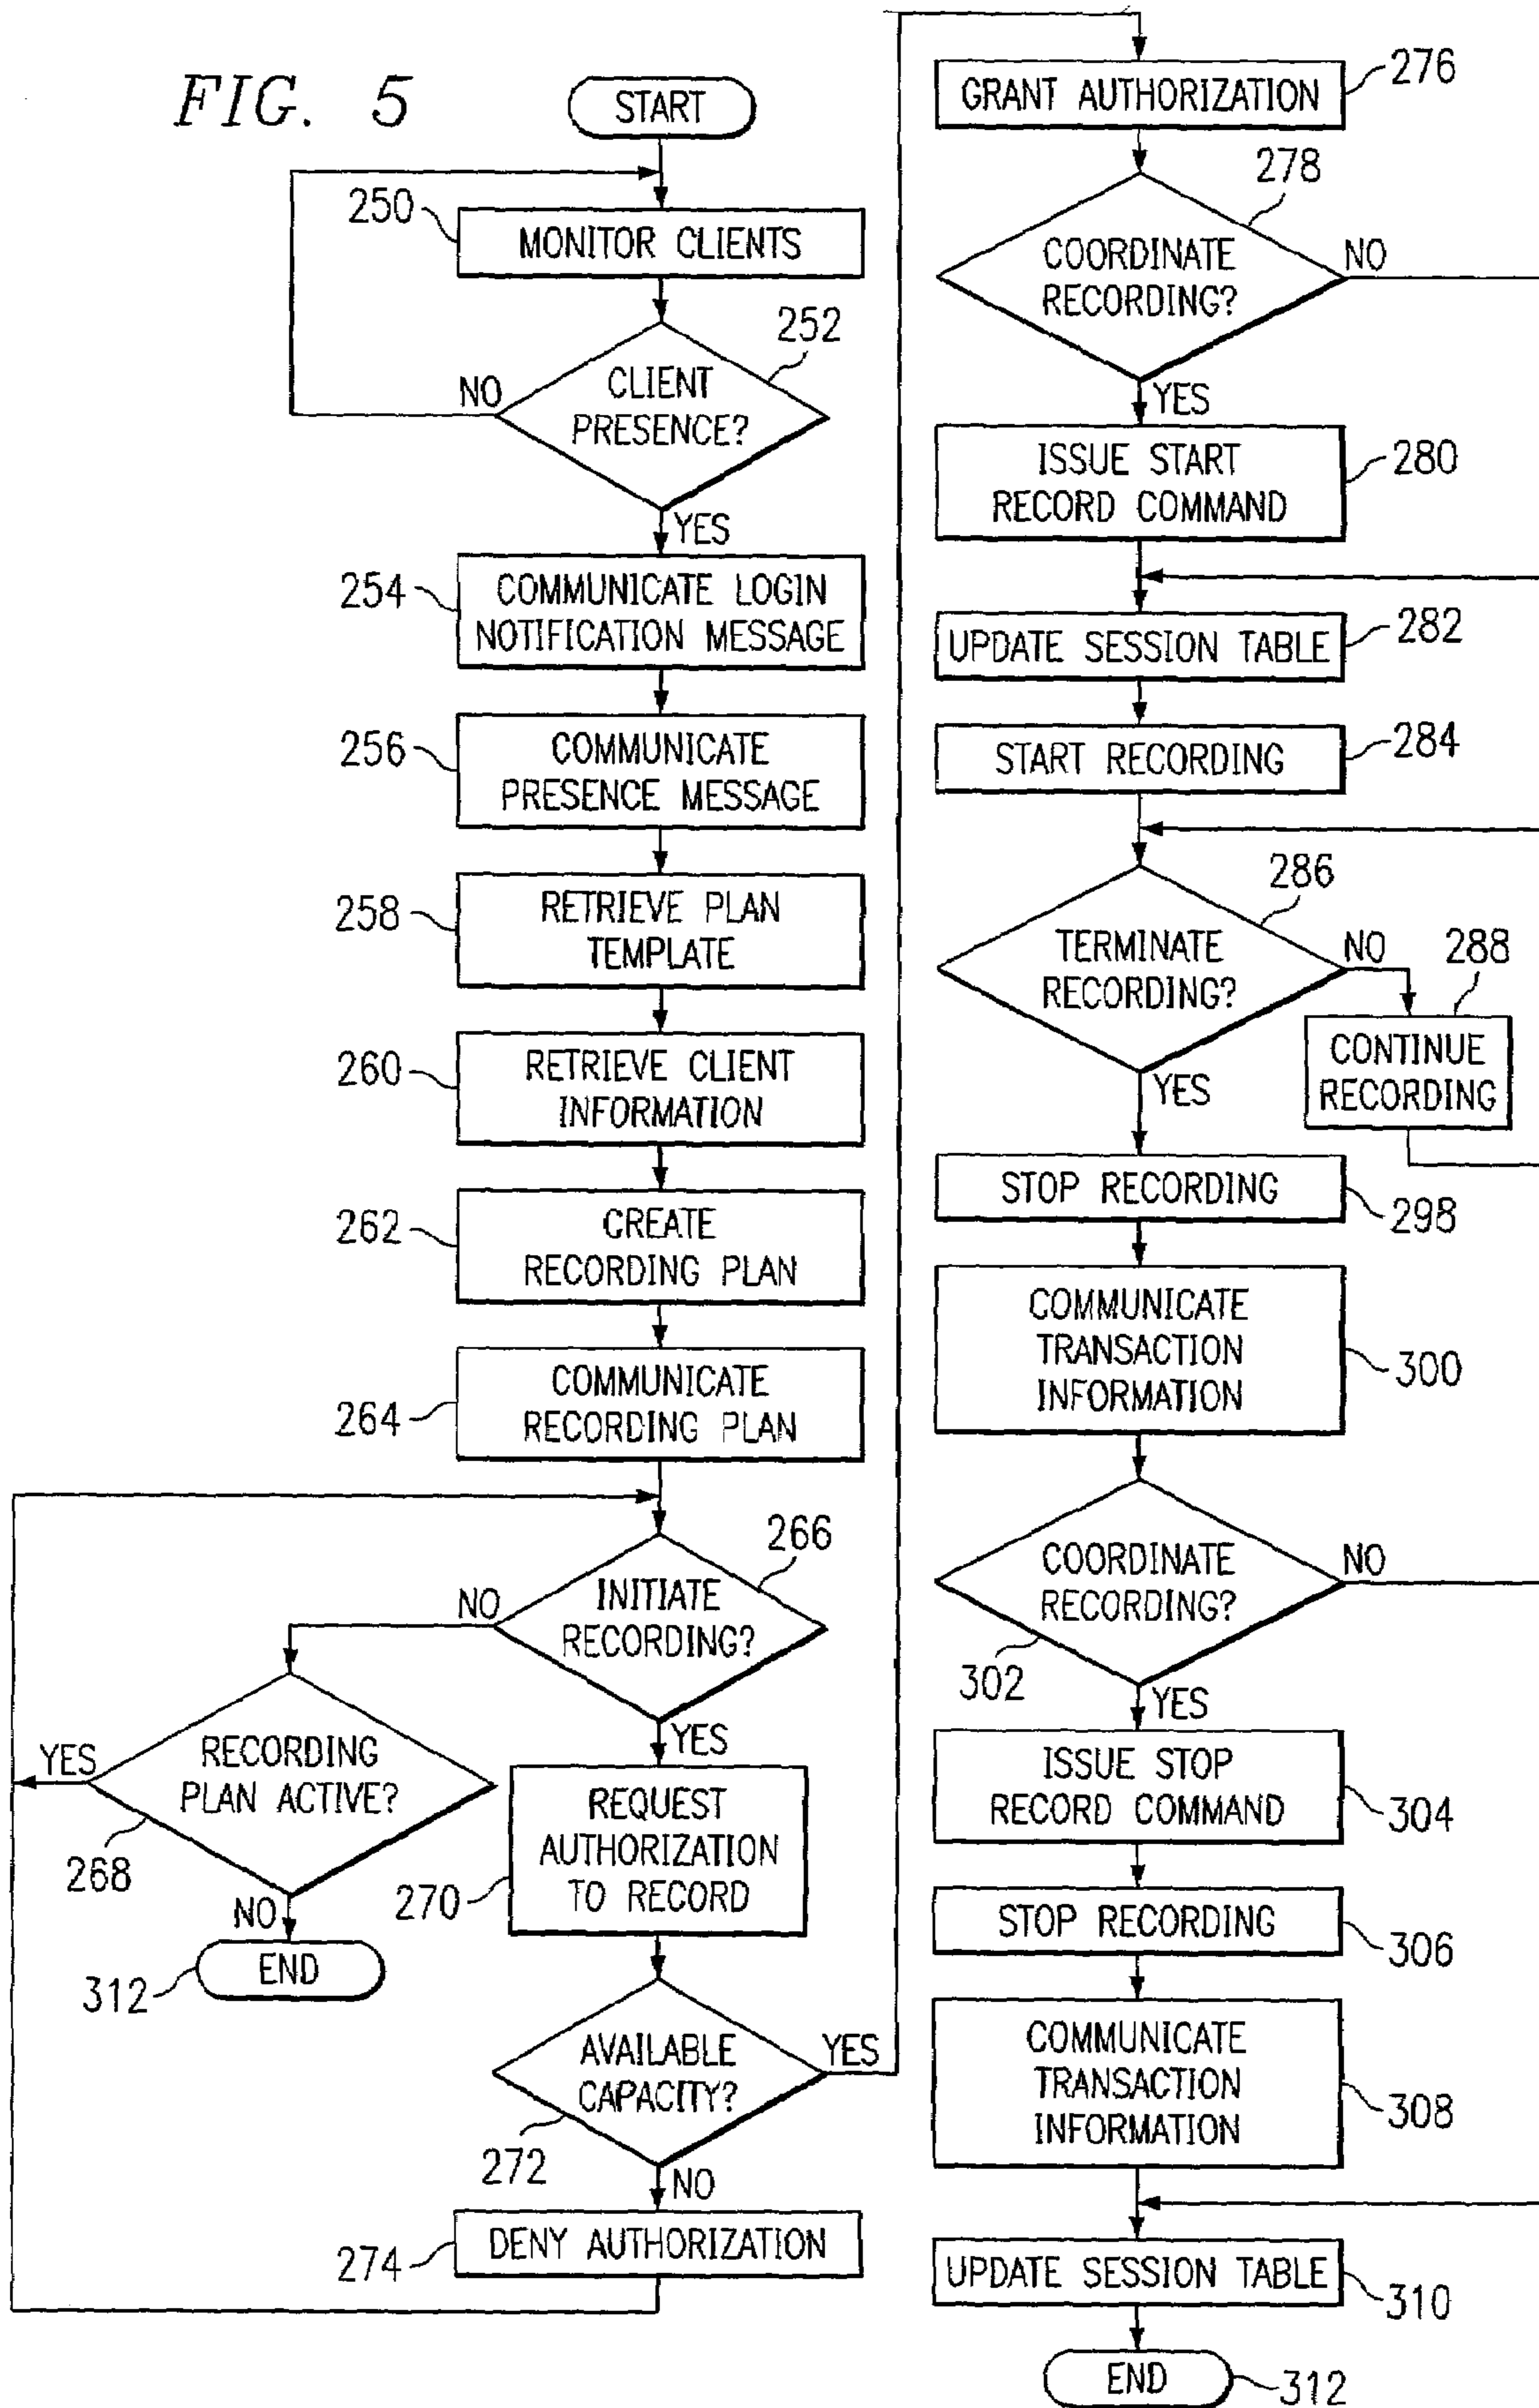 FIG. 5
START
250
MONITOR CLIENTS
252
CLIENT
PRESENCE?
NO
YES
254
COMMUNICATE LOGIN
NOTIFICATION MESSAGE
256
COMMUNICATE
PRESENCE MESSAGE
258
RETRIEVE PLAN
TEMPLATE
260
RETRIEVE CLIENT
INFORMATION
262
CREATE
RECORDING PLAN
264
COMMUNICATE
RECORDING PLAN
266
INITIATE
RECORDING?
NO
YES
RECORDING
PLAN ACTIVE?
YES
268
NO
END
312
REQUEST
AUTHORIZATION
TO RECORD
270
AVAILABLE
CAPACITY?
YES
272
NO
DENY AUTHORIZATION
274
GRANT AUTHORIZATION
276
278
COORDINATE
RECORDING?
NO
YES
ISSUE START
RECORD COMMAND
280
UPDATE SESSION TABLE
282
START RECORDING
284
286
TERMINATE
RECORDING?
NO
288
CONTINUE
RECORDING
YES
STOP RECORDING
298
COMMUNICATE
TRANSACTION
INFORMATION
300
COORDINATE
RECORDING?
NO
302
YES
ISSUE STOP
RECORD COMMAND
304
STOP RECORDING
306
COMMUNICATE
TRANSACTION
INFORMATION
308
UPDATE SESSION TABLE
310
END
312